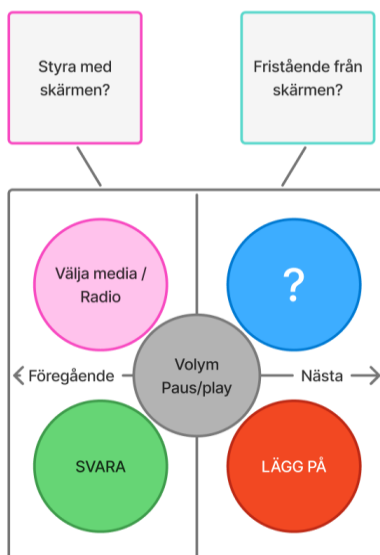 Styra med
skärmen?
Fristående från
skärmen?
Välja media /
Radio
?
Volym
Paus/play
Föregående
Nästa
SVARA
LÄGG PÅ